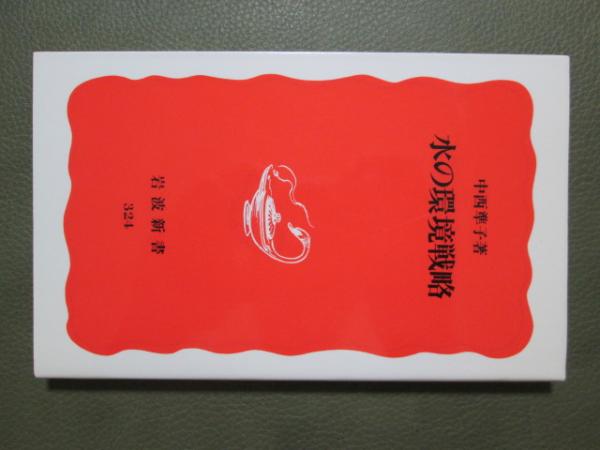 中西準子著
水の環境戦略
岩波新書
324